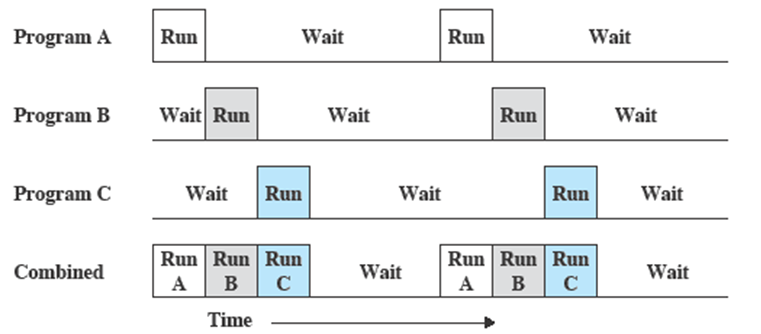 Program A Run Wait Run Wait
Program B Wait Run Wait Run Wait
Program C Wait Run Wait Run Wait
Combined Run A Run B Run C Wait Run A Run B Run C Wait
Time